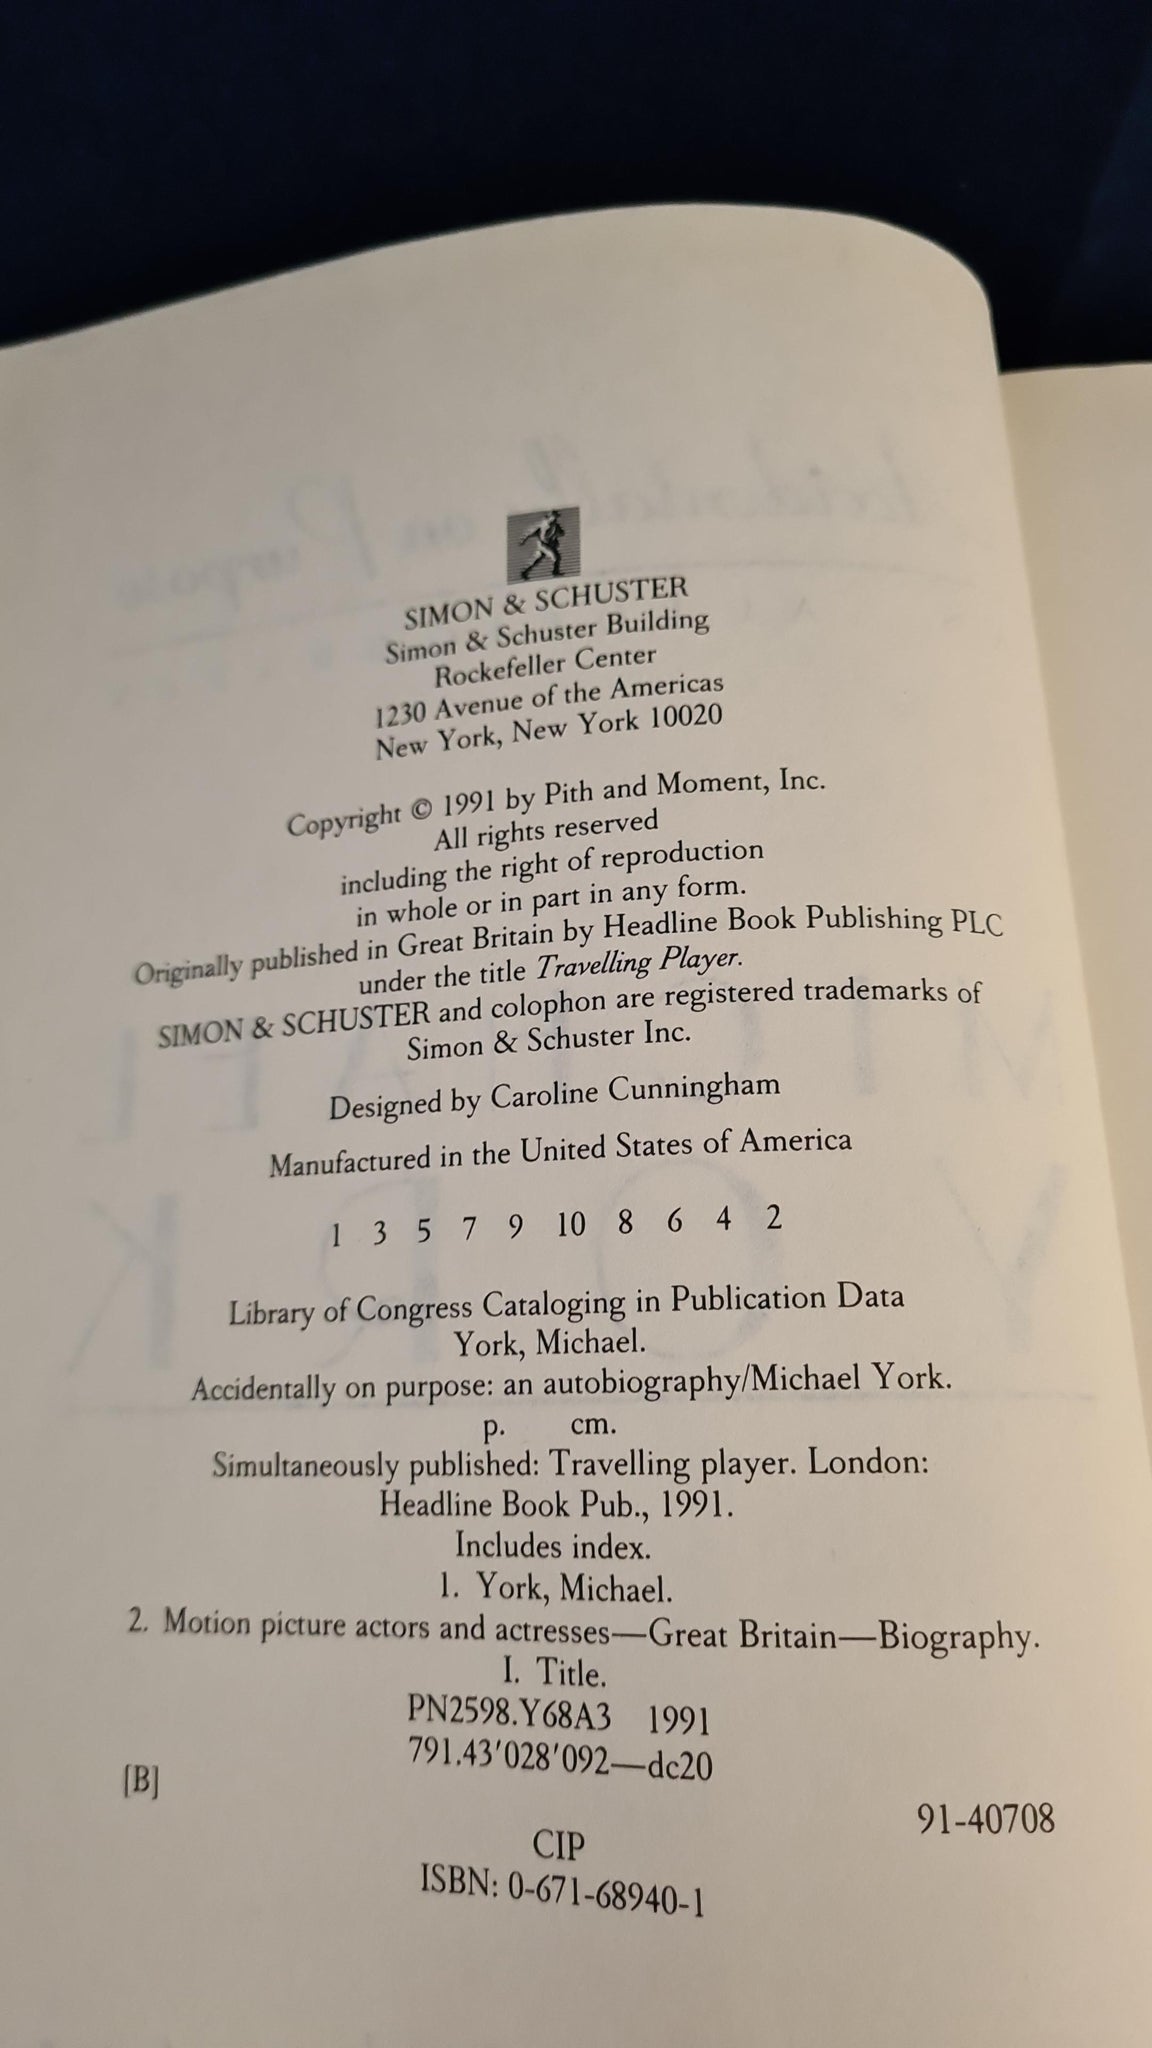 SIMON & SCHUSTER
Simon & Schuster Building
Rockefeller Center
1230 Avenue of the Americas
New York, New York 10020
Copyright © 1991 by Pith and Moment, Inc.
All rights reserved
including the right of reproduction
in whole or in part in any form.
Originally published in Great Britain by Headline Book Publishing PLC
under the title Travelling Player.
SIMON & SCHUSTER and colophon are registered trademarks of
Simon & Schuster Inc.
Designed by Caroline Cunningham
Manufactured in the United States of America
1 3 5 7 9 10 8 6 4 2
Library of Congress Cataloging in Publication Data
York, Michael.
Accidentally on purpose: an autobiography/Michael York.
p. cm.
Simultaneously published: Travelling player. London:
Headline Book Pub., 1991.
Includes index.
1. York, Michael.
2. Motion picture actors and actresses—Great Britain—Biography.
I. Title.
PN2598.Y68A3 1991
791.43′028′092—dc20
[B]
91-40708
CIP
ISBN: 0-671-68940-1